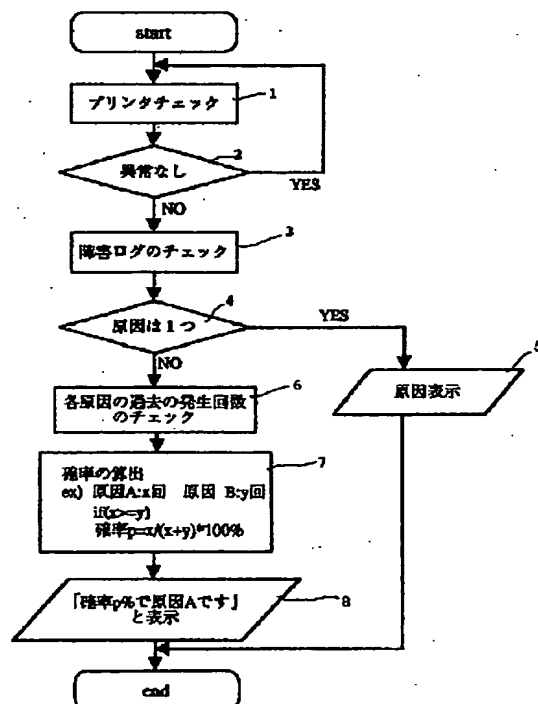 start
プリンタチェック
1
異常なし
2
YES
NO
障害ログのチェック
3
原因は1つ
4
YES
NO
原因表示
5
各原因の過去の発生回数
のチェック
6
確率の算出
ex) 原因A:x回 原因 B:y回
if(x>=y)
確率p=x/(x+y)*100%
7
「確率p%で原因Aです」
と表示
8
end